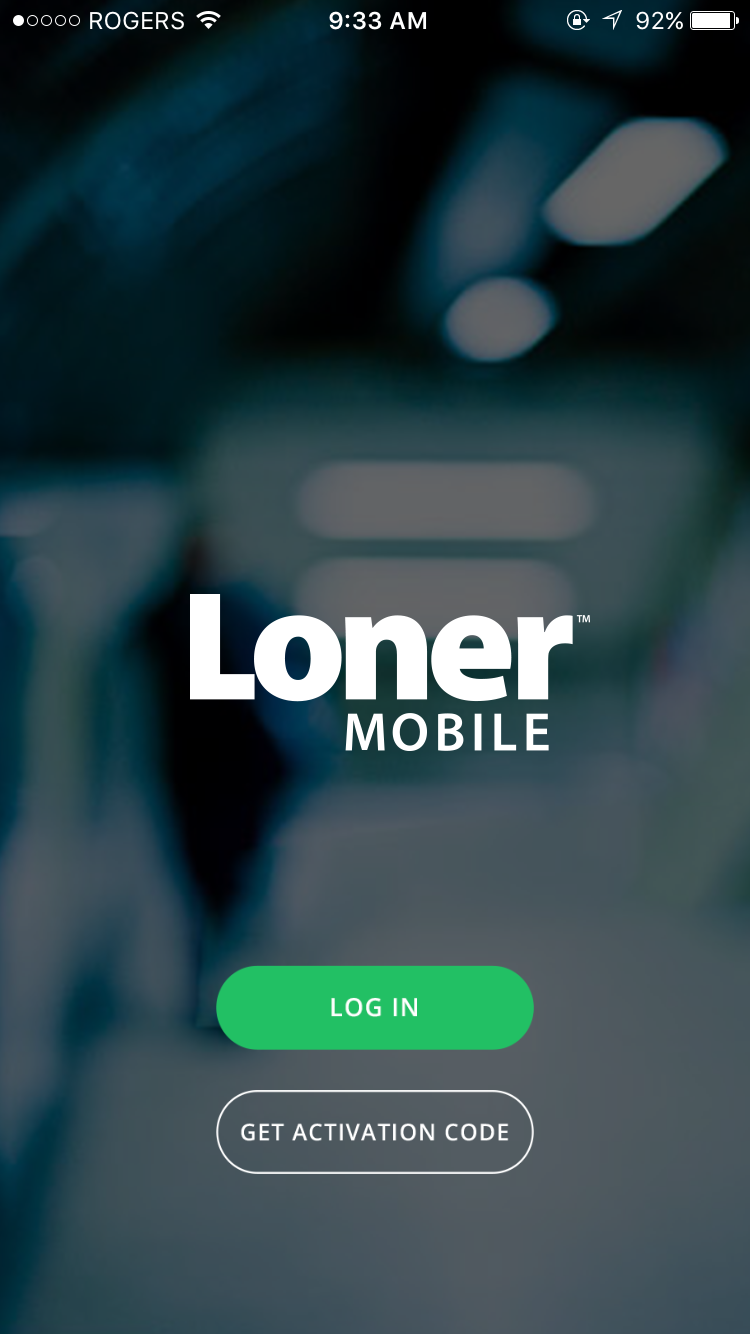 ROGERS 9:33 AM 92%
Loner™
MOBILE
LOG IN
GET ACTIVATION CODE